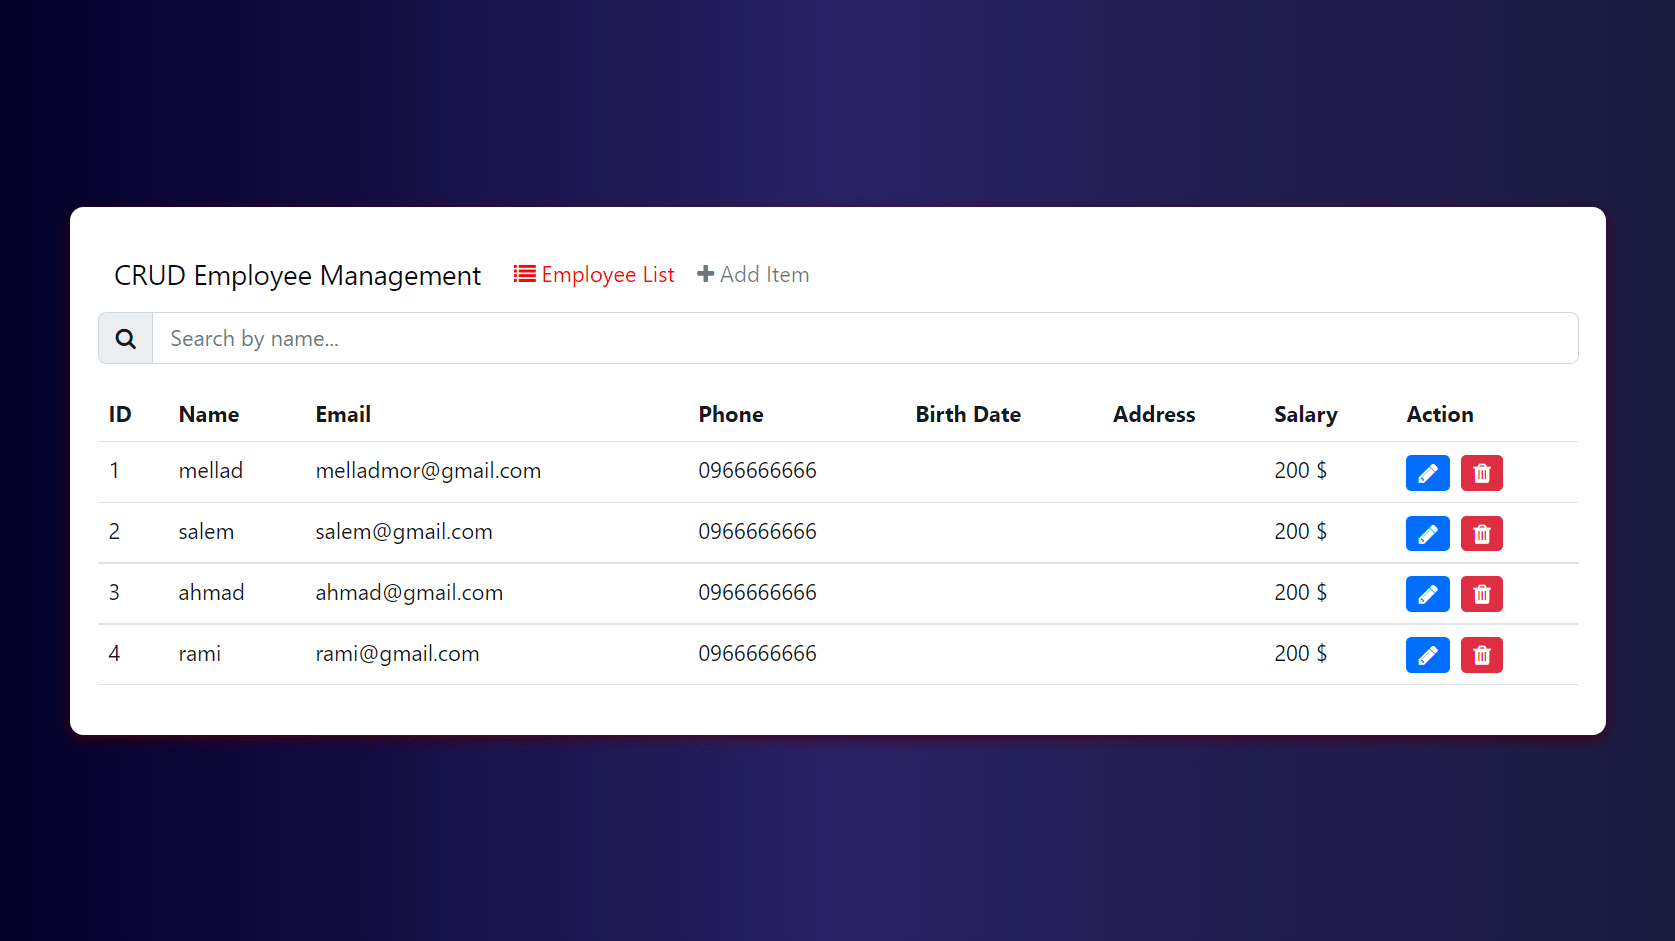 CRUD Employee Management Employee List Add Item
Search by name...
ID Name Email Phone Birth Date Address Salary Action
1 mellad melladmor@gmail.com 0966666666 200 $
2 salem salem@gmail.com 0966666666 200 $
3 ahmad ahmad@gmail.com 0966666666 200 $
4 rami rami@gmail.com 0966666666 200 $